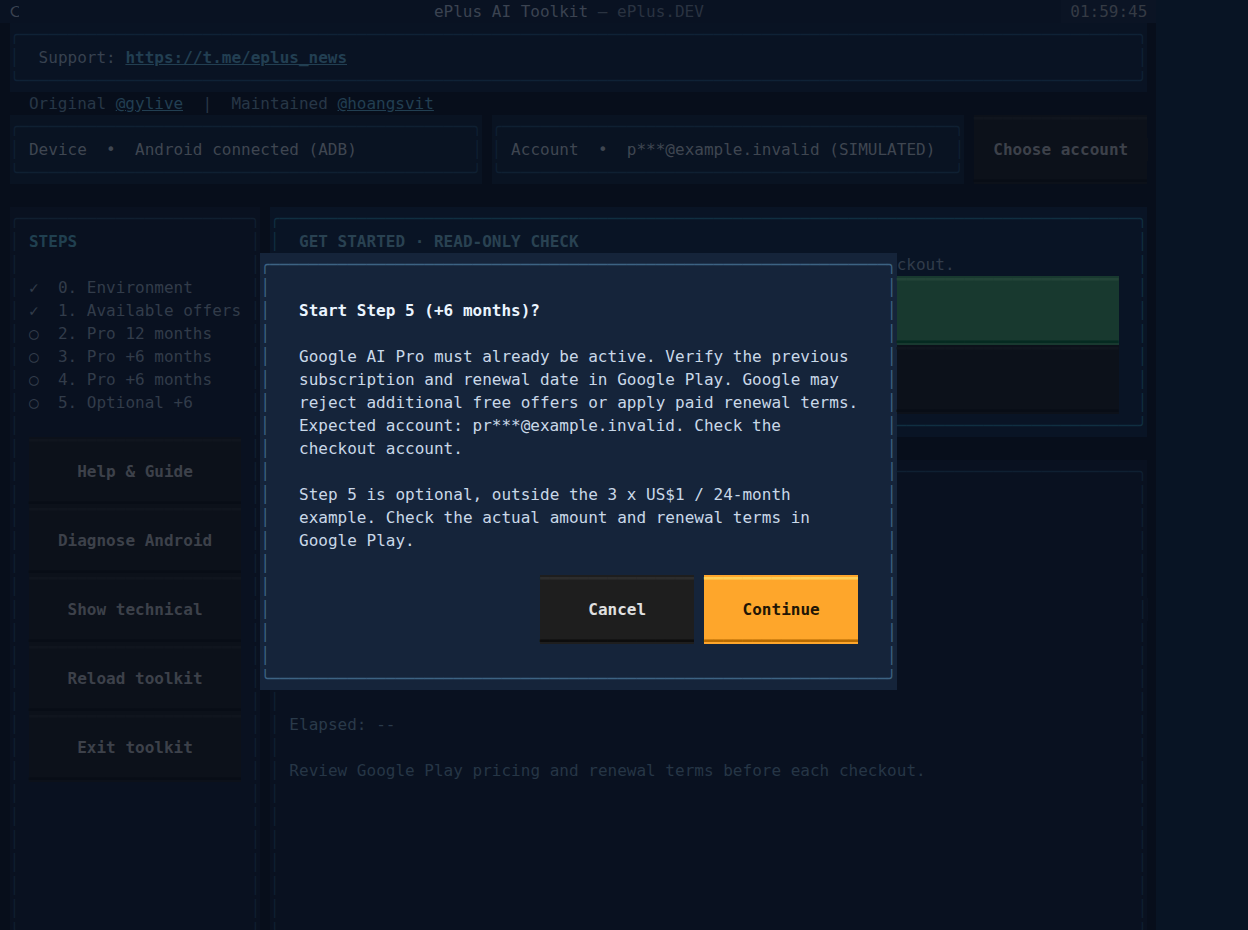 C ePlus AI Toolkit — ePlus.DEV 01:59:45
Support: https://t.me/eplus_news
Original @gylive | Maintained @hoangsvit
Device • Android connected (ADB)
Account • p***@example.invalid (SIMULATED)
Choose account
STEPS
✓ 0. Environment
✓ 1. Available offers
○ 2. Pro 12 months
○ 3. Pro +6 months
○ 4. Pro +6 months
○ 5. Optional +6
Help & Guide
Diagnose Android
Show technical
Reload toolkit
Exit toolkit
GET STARTED · READ-ONLY CHECK
ckout.
Start Step 5 (+6 months)?
Google AI Pro must already be active. Verify the previous
subscription and renewal date in Google Play. Google may
reject additional free offers or apply paid renewal terms.
Expected account: pr***@example.invalid. Check the
checkout account.
Step 5 is optional, outside the 3 x US$1 / 24-month
example. Check the actual amount and renewal terms in
Google Play.
Cancel
Continue
Elapsed: --
Review Google Play pricing and renewal terms before each checkout.